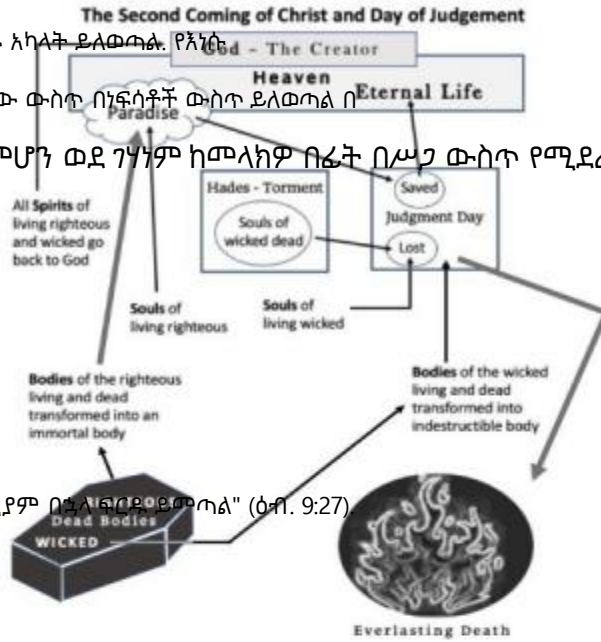 The Second Coming of Christ and Day of Judgement
አካላት ይለወጣል. የእነሱ
God – The Creator
Heaven
ው ውስጥ በነፍሳቶች ውስጥ ይለወጣል በ
Eternal Life
Paradise
ወደ ገሃነም ከመላክዎ በፊት በሥጋ ውስጥ
Hades - Torment
Saved
Souls of
wicked dead
Judgment Day
Lost
All Spirits of
living righteous
and wicked go
back to God
Souls of
living righteous
Souls of
living wicked
Bodies of the righteous
living and dead
transformed into an
immortal body
Bodies of the wicked
living and dead
transformed into
indestructible body
በኋላ ፍርዱ ይመጣል" (ዕብ. 9:27).
RIGHTEOUS
Dead Bodies
WICKED
Everlasting Death